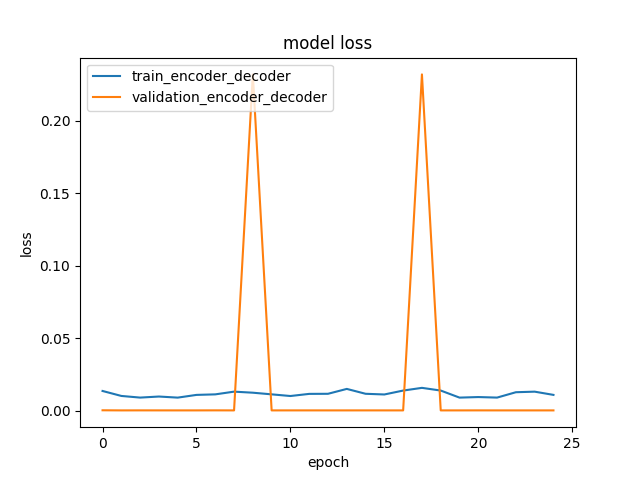 model loss
train_encoder_decoder
validation_encoder_decoder
0.20
0.15
0.10
0.05
0.00
loss
0
5
10
15
20
25
epoch